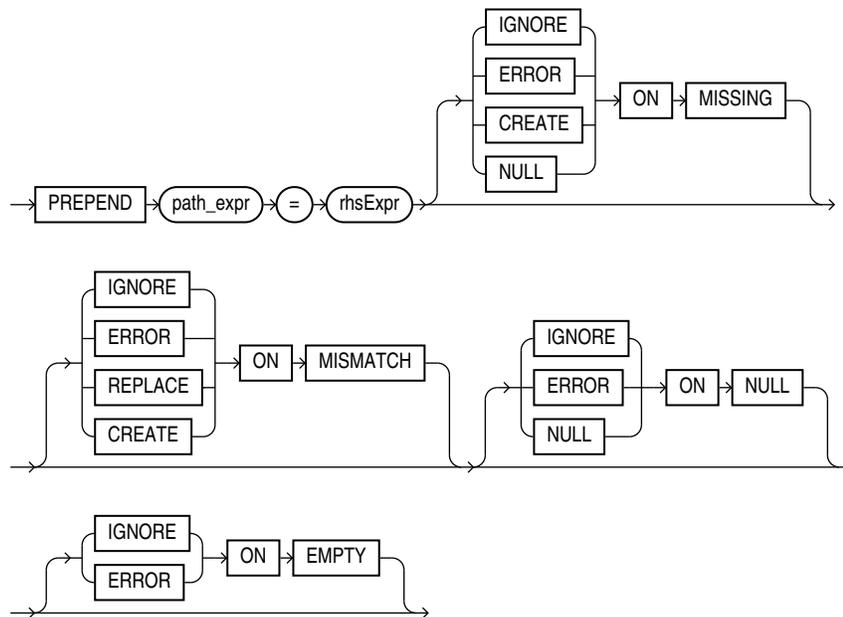 IGNORE
ERROR
CREATE
NULL
ON MISSING
PREPEND path_expr = rhsExpr
IGNORE
ERROR
REPLACE
CREATE
ON MISMATCH
IGNORE
ERROR
NULL
ON NULL
IGNORE
ERROR
ON EMPTY